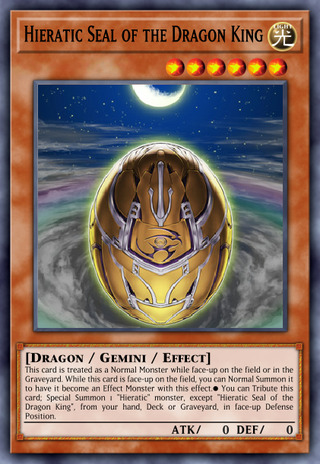 Hieratic Seal of the Dragon King
LIGHT
光
[Dragon / Gemini / Effect]
This card is treated as a Normal Monster while face-up on the field or in the
Graveyard. While this card is face-up on the field, you can Normal Summon it
to have it become an Effect Monster with this effect.● You can Tribute this
card; Special Summon 1 "Hieratic" monster, except "Hieratic Seal of the
Dragon King", from your hand, Deck or Graveyard, in face-up Defense
Position.
ATK/ 0 DEF/ 0